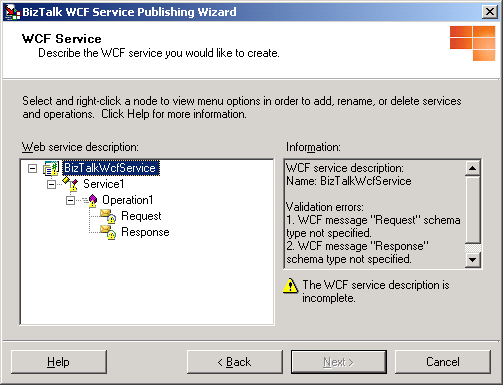 BizTalk WCF Service Publishing Wizard
WCF Service
Describe the WCF service you would like to create.
Select and right-click a node to view menu options in order to add, rename, or delete services
and operations. Click Help for more information.
Web service description:
BizTalkWcfService
Service1
Operation1
Request
Response
Information:
WCF service description:
Name: BizTalkWcfService
Validation errors:
1. WCF message "Request" schema
type not specified.
2. WCF message "Response"
schema type not specified.
The WCF service description is
incomplete.
Help
< Back
Next >
Cancel